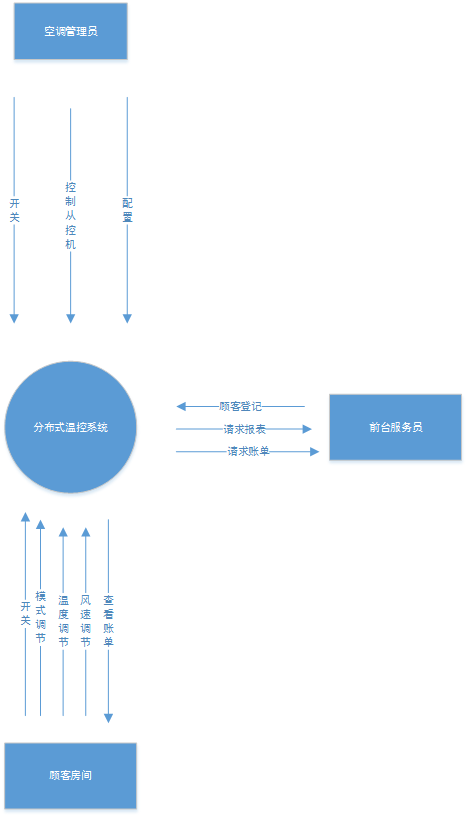 空调管理员
开关
控制从控机
配置
分布式温控系统
顾客登记
请求报表
请求账单
前台服务员
开关
模式调节
温度调节
风速调节
查看账单
顾客房间